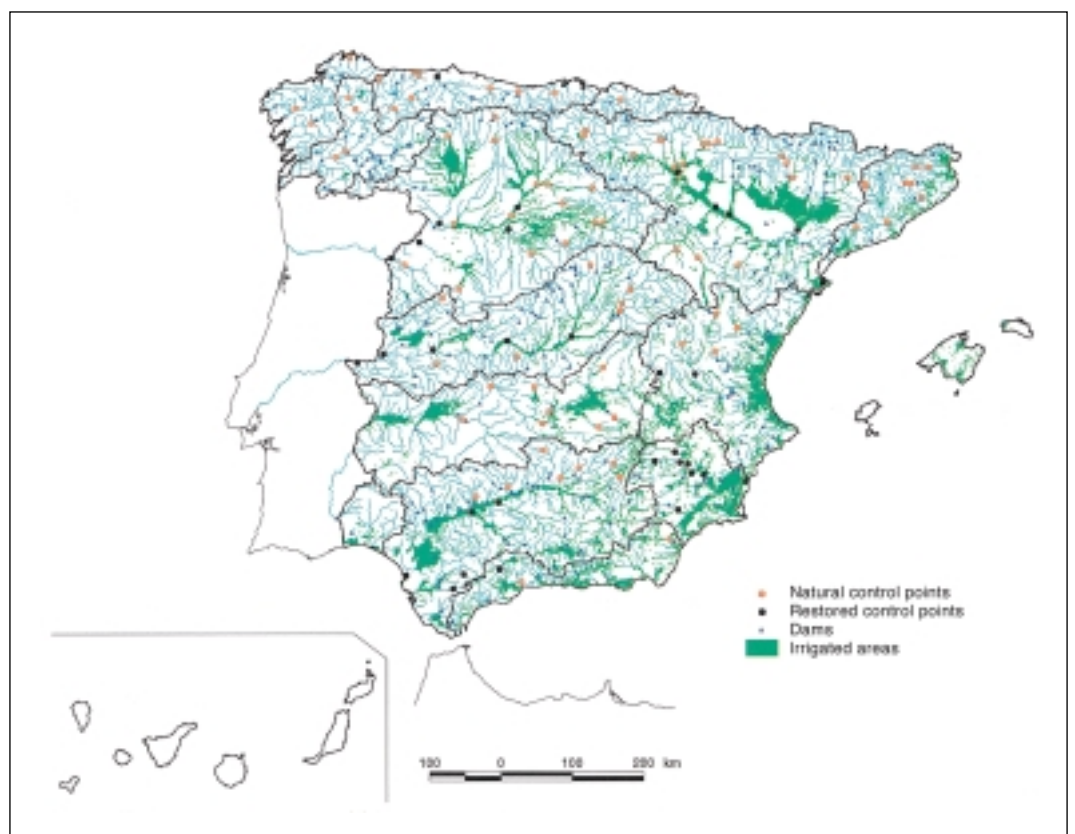 Natural control points
Restored control points
Dams
Irrigated areas
100 0 100 200 km